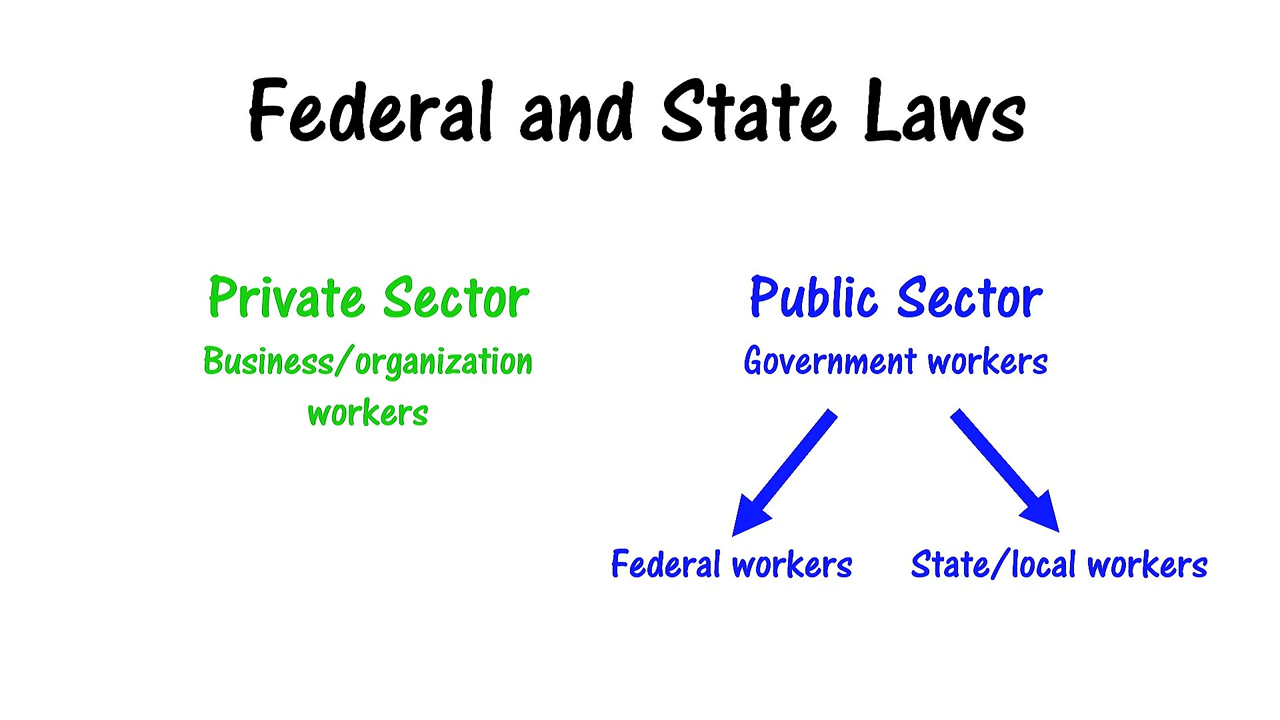 Federal and State Laws
Private Sector
Business/organization
workers
Public Sector
Government workers
Federal workers
State/local workers